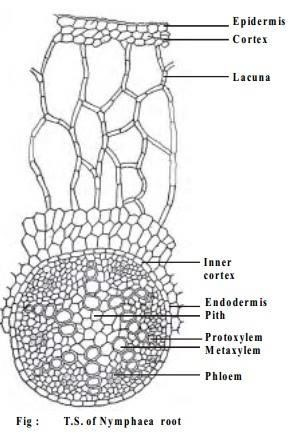 Epidermis
Cortex
Lacuna
Inner
cortex
Endodermis
Pith
Protoxylem
Metaxylem
Phloem
Fig : T.S. of Nymphaea root